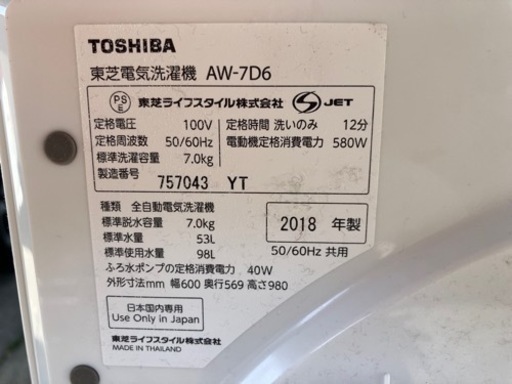 TOSHIBA
東芝電気洗濯機 AW-7D6
PS E 東芝ライフスタイル株式会社 S JET
定格電圧 100V 定格時間 洗いのみ 12分
定格周波数 50/60Hz 電動機定格消費電力 580W
標準洗濯容量 7.0kg
製造番号 757043 YT
種類 全自動電気洗濯機
標準脱水容量 7.0kg 2018 年製
標準水量 53L
標準使用水量 98L 50/60Hz 共用
ふろ水ポンプの定格消費電力 40W
外形寸法mm 幅600 奥行569 高さ980
日本国内専用
Use Only in Japan
東芝ライフスタイル株式会社
MADE IN THAILAND